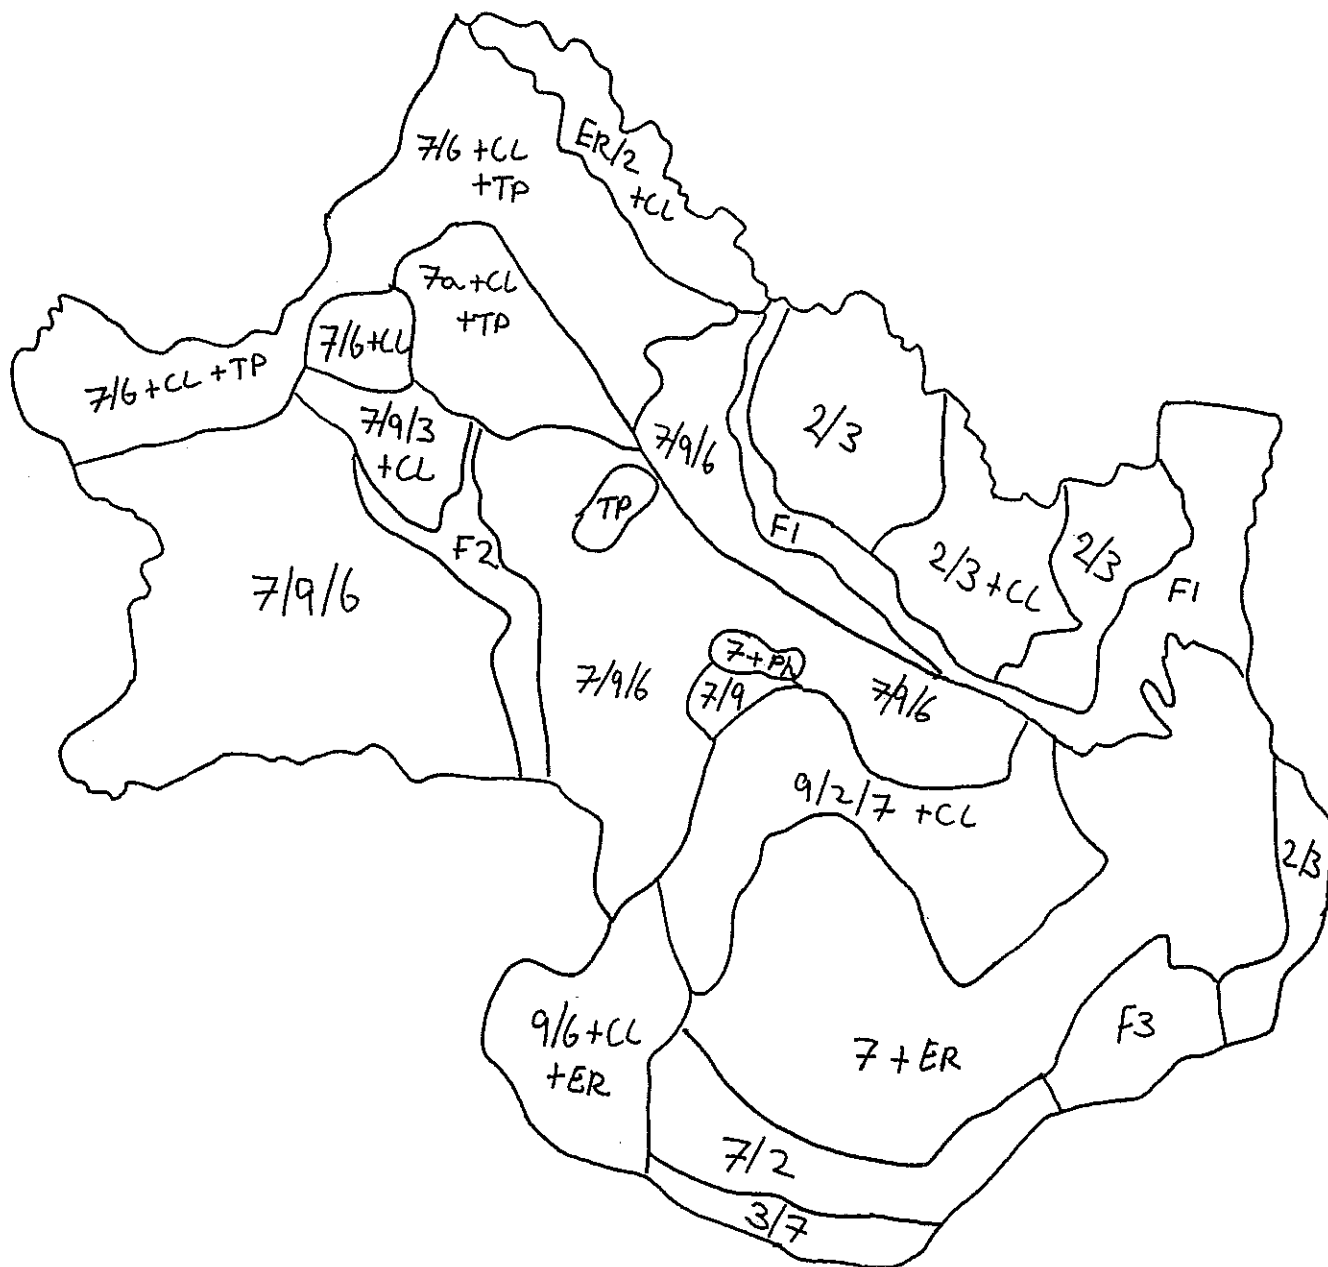 7/6 +CL
+TP
ER/2
+CL
7a+CL
+TP
7/6+CL
7/6+CL+TP
7/9/3
+CL
7/9/6
2/3
TP
F1
F2
2/3+CL
2/3
F1
7/9/6
7/9/6
7/9
7/9/6
9/2/7 +CL
2/3
9/6+CL
+ER
7+ER
F3
7/2
3/7